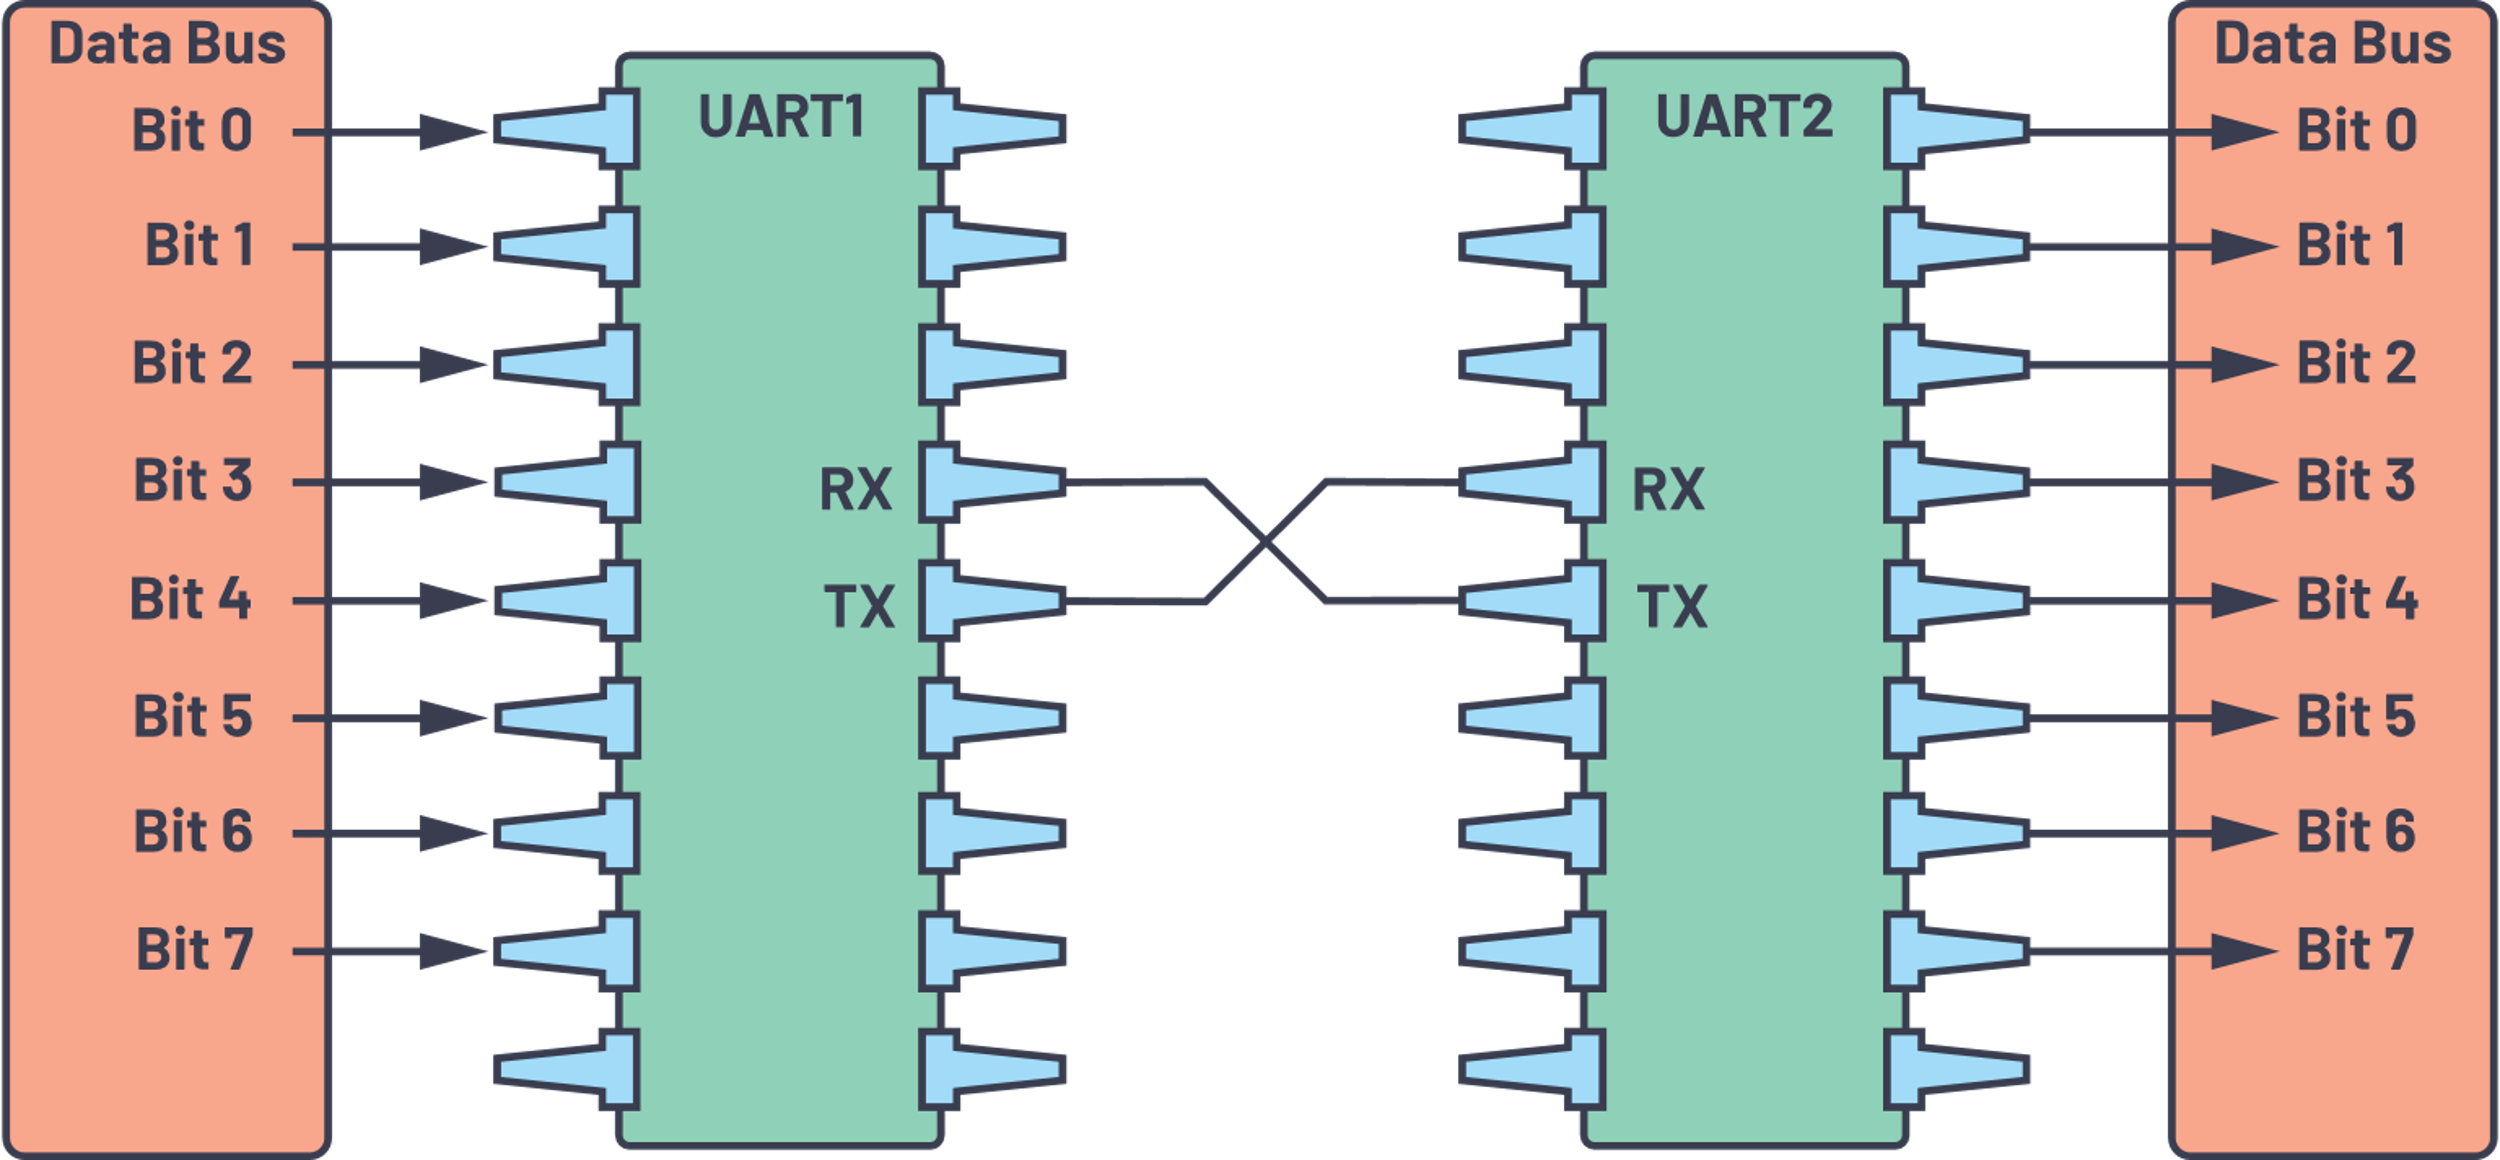 Data Bus
Bit 0
Bit 1
Bit 2
Bit 3
Bit 4
Bit 5
Bit 6
Bit 7
UART1
RX
TX
UART2
RX
TX
Data Bus
Bit 0
Bit 1
Bit 2
Bit 3
Bit 4
Bit 5
Bit 6
Bit 7